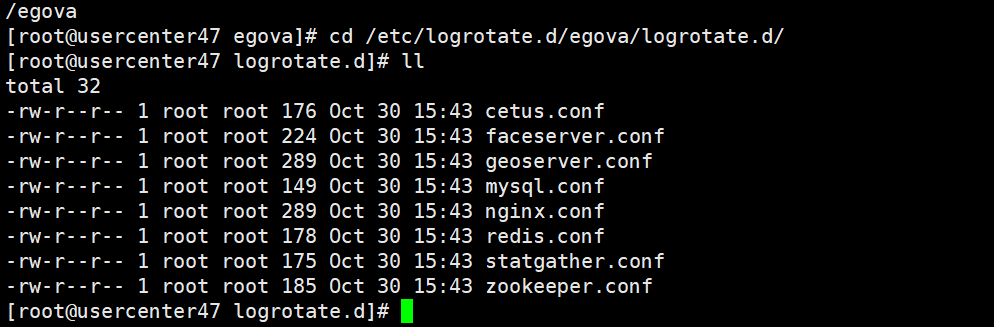 /egova
[root@usercenter47 egova]# cd /etc/logrotate.d/egova/logrotate.d/
[root@usercenter47 logrotate.d]# ll
total 32
-rw-r--r-- 1 root root 176 Oct 30 15:43 cetus.conf
-rw-r--r-- 1 root root 224 Oct 30 15:43 faceserver.conf
-rw-r--r-- 1 root root 289 Oct 30 15:43 geoserver.conf
-rw-r--r-- 1 root root 149 Oct 30 15:43 mysql.conf
-rw-r--r-- 1 root root 289 Oct 30 15:43 nginx.conf
-rw-r--r-- 1 root root 178 Oct 30 15:43 redis.conf
-rw-r--r-- 1 root root 175 Oct 30 15:43 statgather.conf
-rw-r--r-- 1 root root 185 Oct 30 15:43 zookeeper.conf
[root@usercenter47 logrotate.d]#